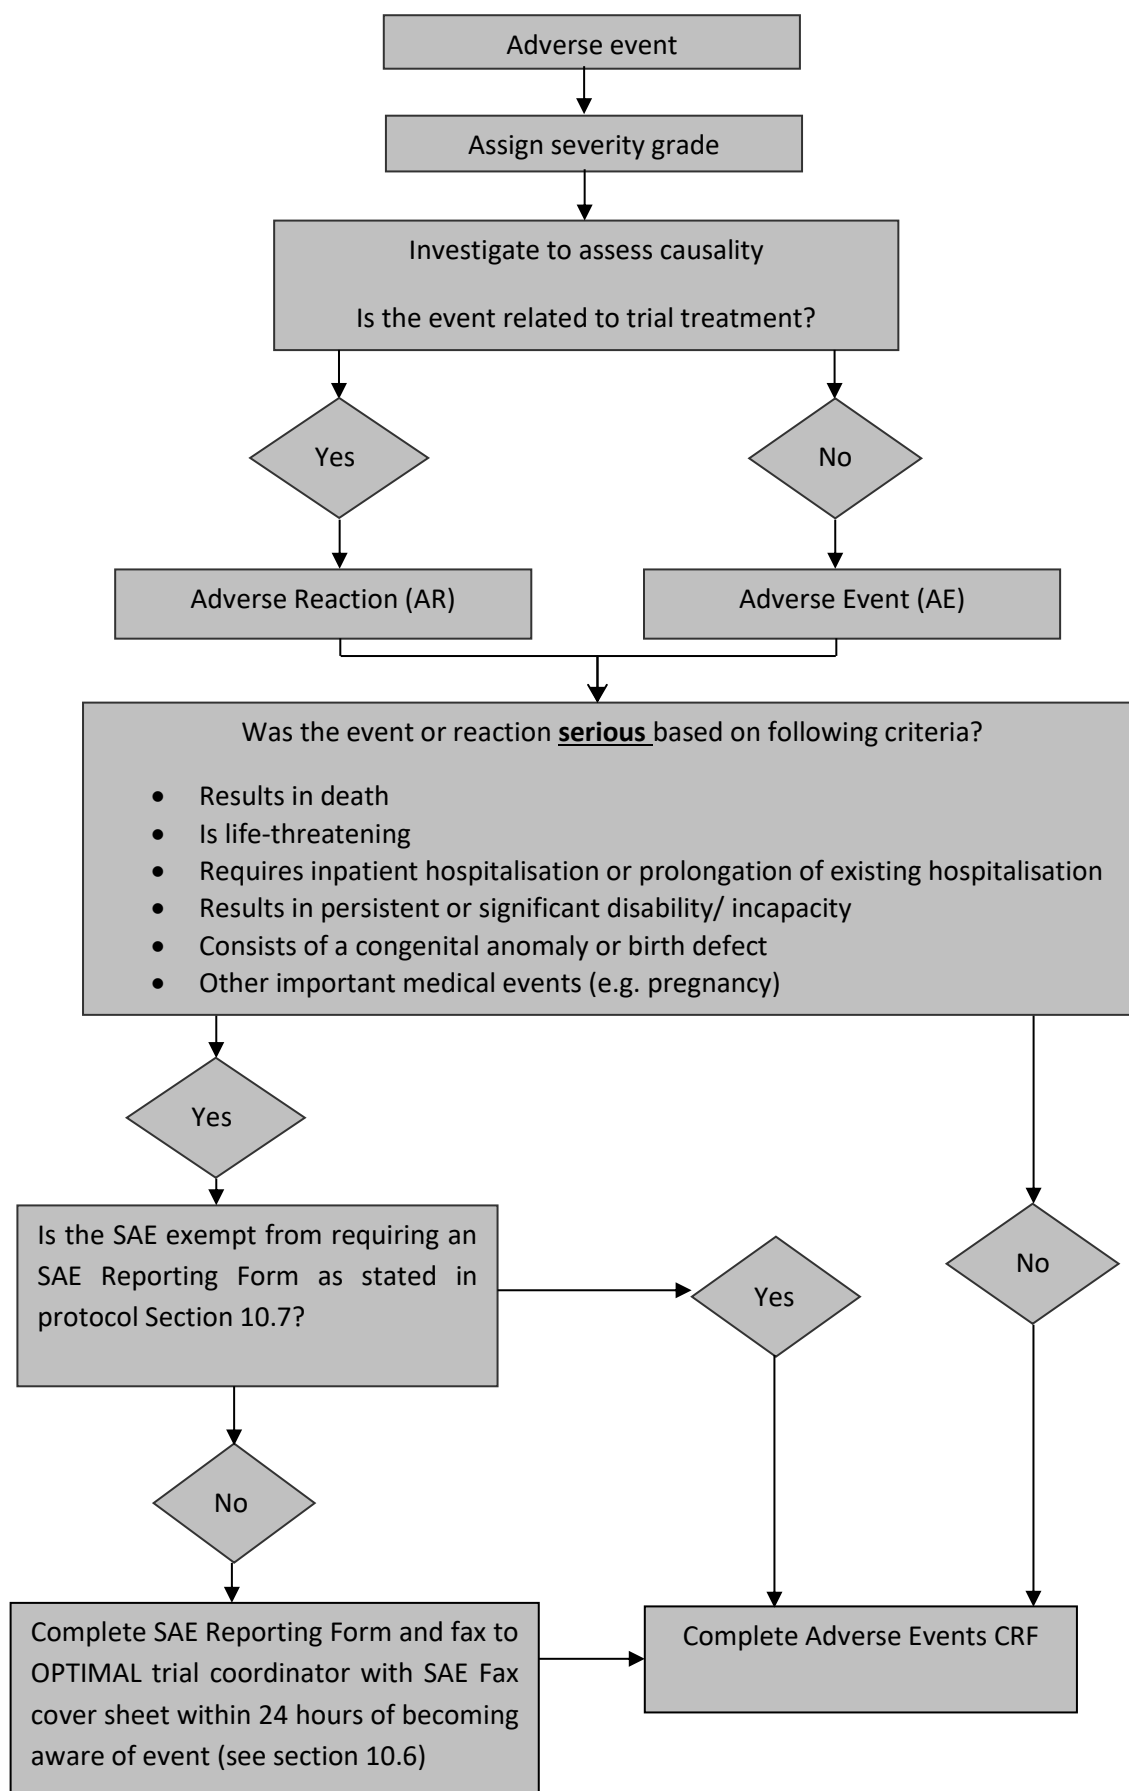 Adverse event
Assign severity grade
Investigate to assess causality
Is the event related to trial treatment?
Yes
No
Adverse Reaction (AR)
Adverse Event (AE)
Was the event or reaction serious based on following criteria?
• Results in death
• Is life-threatening
• Requires inpatient hospitalisation or prolongation of existing hospitalisation
• Results in persistent or significant disability/ incapacity
• Consists of a congenital anomaly or birth defect
• Other important medical events (e.g. pregnancy)
Yes
Is the SAE exempt from requiring an
SAE Reporting Form as stated in
protocol Section 10.7?
Yes
No
No
Complete SAE Reporting Form and fax to
OPTIMAL trial coordinator with SAE Fax
cover sheet within 24 hours of becoming
aware of event (see section 10.6)
Complete Adverse Events CRF